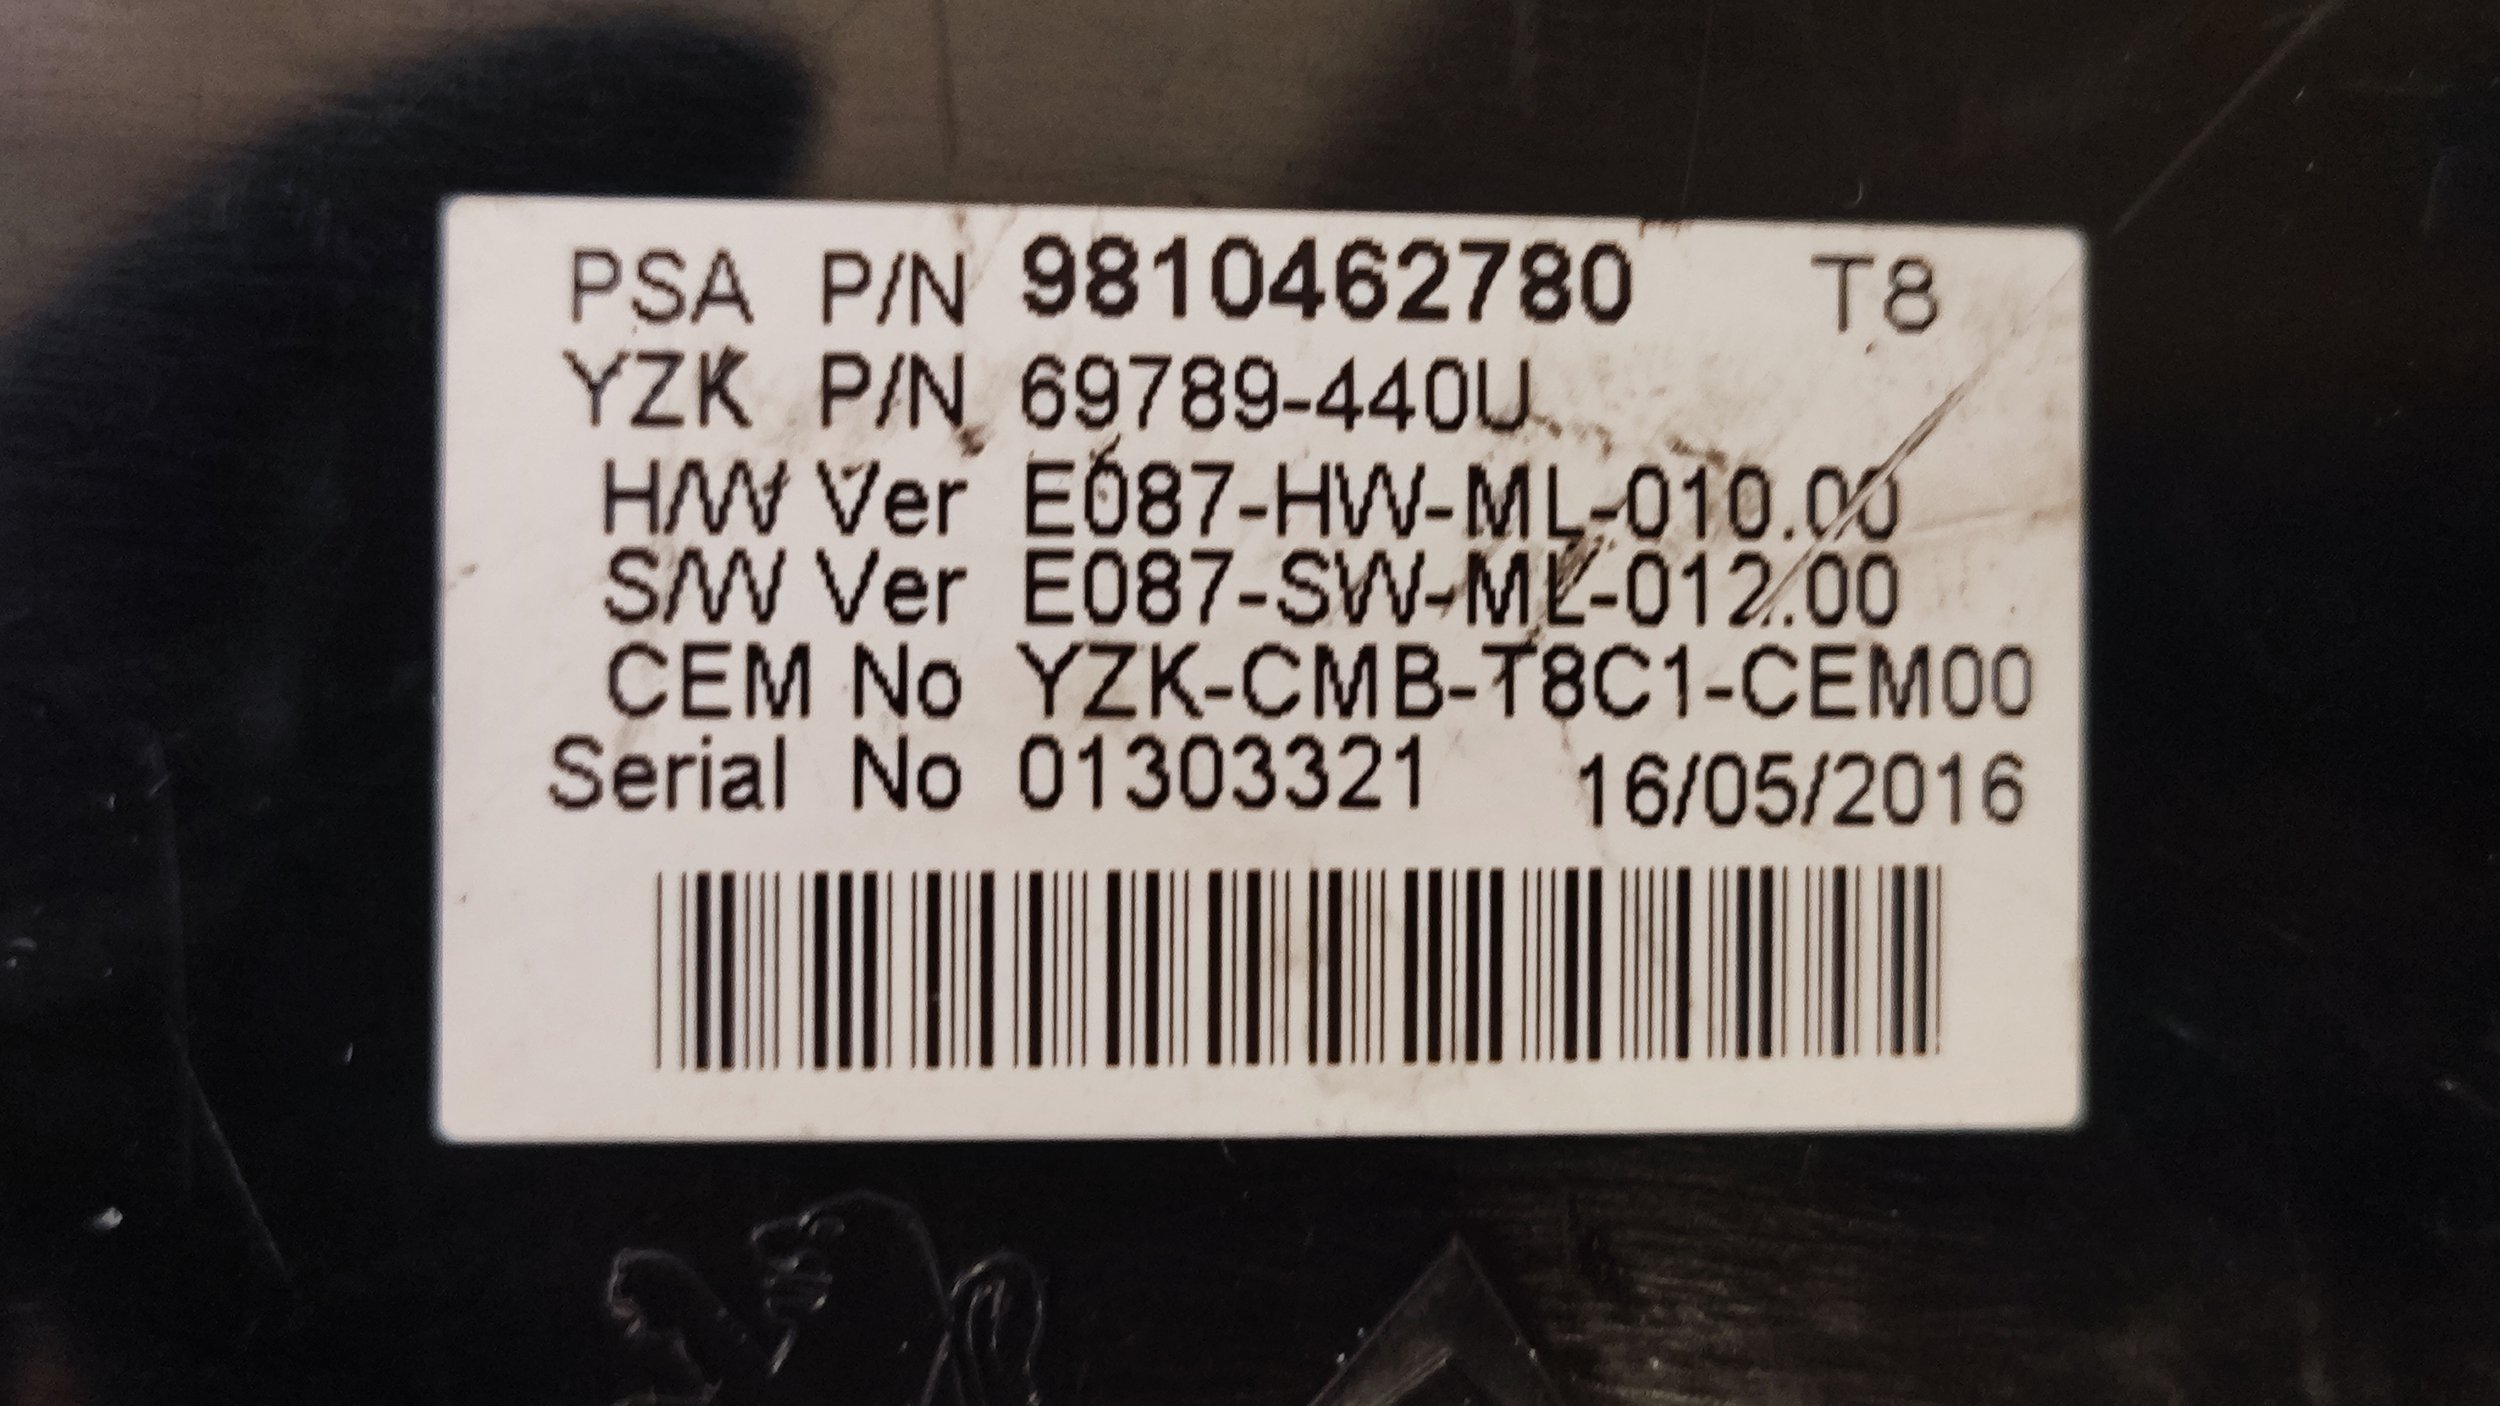 PSA P/N 9810462780 T8
YZK P/N 69789-440U
H/W Ver E087-HW-ML-010.00
S/W Ver E087-SW-ML-012.00
CEM No YZK-CMB-T8C1-CEM00
Serial No 01303321 16/05/2016